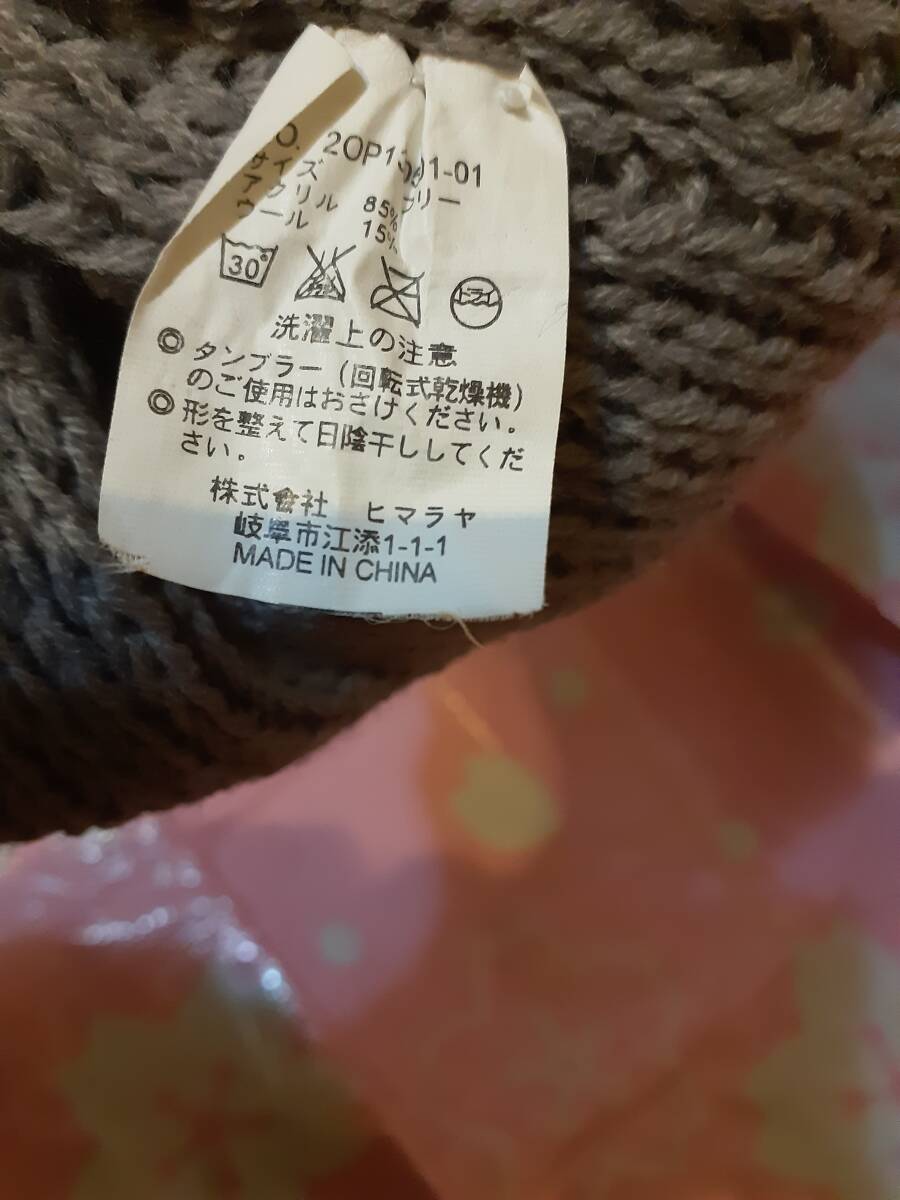 O. 2OP1301-01
サイズ フリー
アクリル 85%
ウール 15%
30° ドライ
洗濯上の注意
◎ タンブラー(回転式乾燥機)
のご使用はおさけください。
◎ 形を整えて日陰干ししてくだ
さい。
株式會社 ヒマラヤ
岐阜市江添1-1-1
MADE IN CHINA